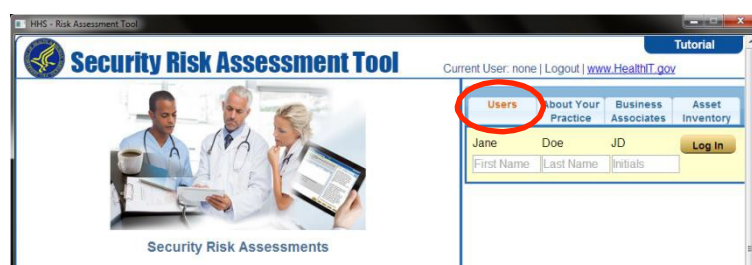 HHS - Risk Assessment Tool
Tutorial
Security Risk Assessment Tool
Current User: none | Logout | www.HealthIT.gov
Users
About Your Practice
Business Associates
Asset Inventory
Jane Doe JD
Log In
First Name Last Name Initials
Security Risk Assessments